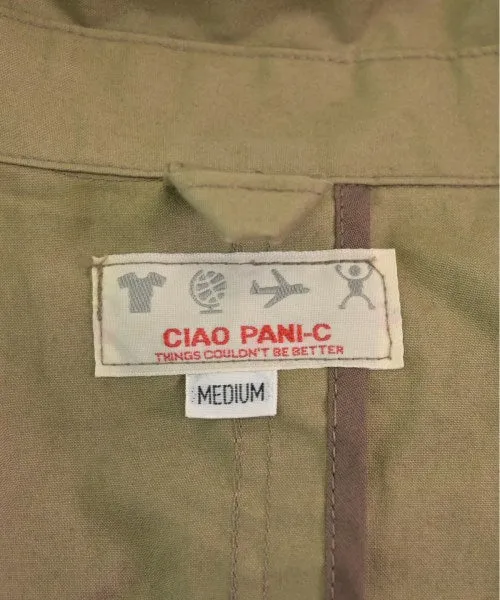 CIAO PANI-C
THINGS COULDN'T BE BETTER
MEDIUM